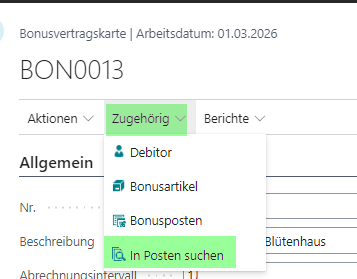 Bonusvertragskarte | Arbeitsdatum: 01.03.2026
BON0013
Aktionen Zugehörig Berichte
Debitor
Allgemein
Bonusartikel
Nr.
Bonusposten
Beschreibung Blütenhaus
In Posten suchen
Abrechnungsintervall